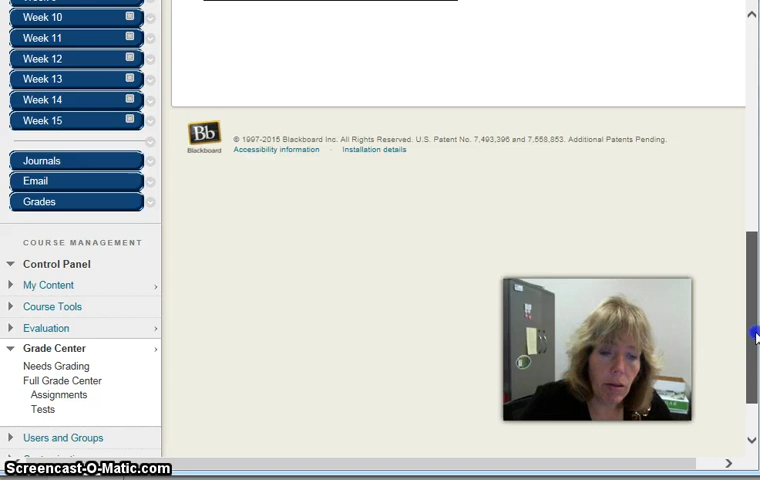 Week 10
Week 11
Week 12
Week 13
Week 14
Week 15
Journals
Email
Grades
COURSE MANAGEMENT
Control Panel
My Content
Course Tools
Evaluation
Grade Center
Needs Grading
Full Grade Center
Assignments
Tests
Users and Groups
Bb
Blackboard
© 1997-2015 Blackboard Inc. All Rights Reserved. U.S. Patent No. 7,493,396 and 7,558,853. Additional Patents Pending.
Accessibility information · Installation details
Screencast-O-Matic.com